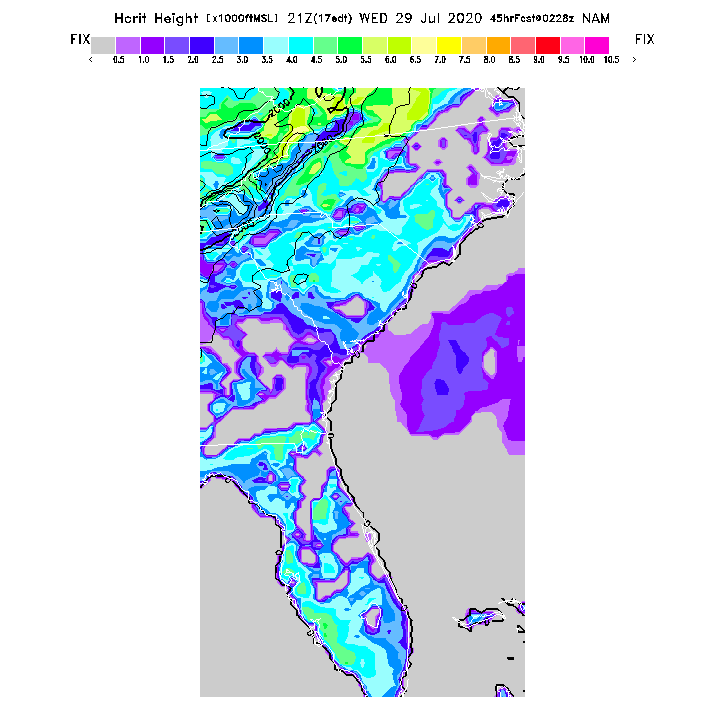 Hcrit Height [x1000ftMSL] 21Z(17edt) WED 29 Jul 2020 45hrFcst@0228z NAM
FIX FIX
< 0.5 1.0 1.5 2.0 2.5 3.0 3.5 4.0 4.5 5.0 5.5 6.0 6.5 7.0 7.5 8.0 8.5 9.0 9.5 10.0 10.5 >
2000
2000